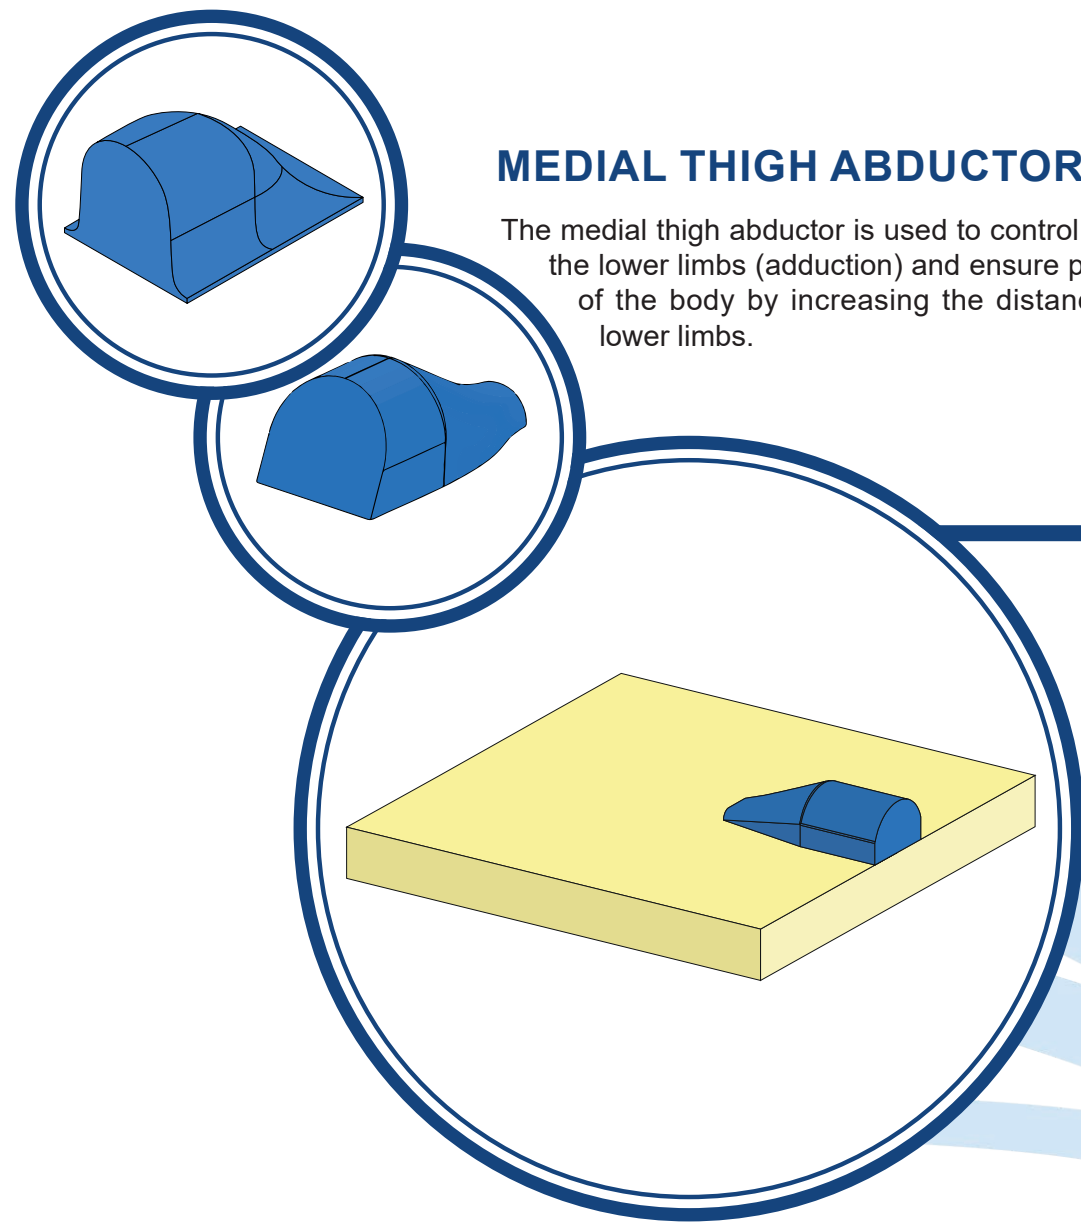 MEDIAL THIGH ABDUCTOR
The medial thigh abductor is used to control
the lower limbs (adduction) and ensure
of the body by increasing the
lower limbs.